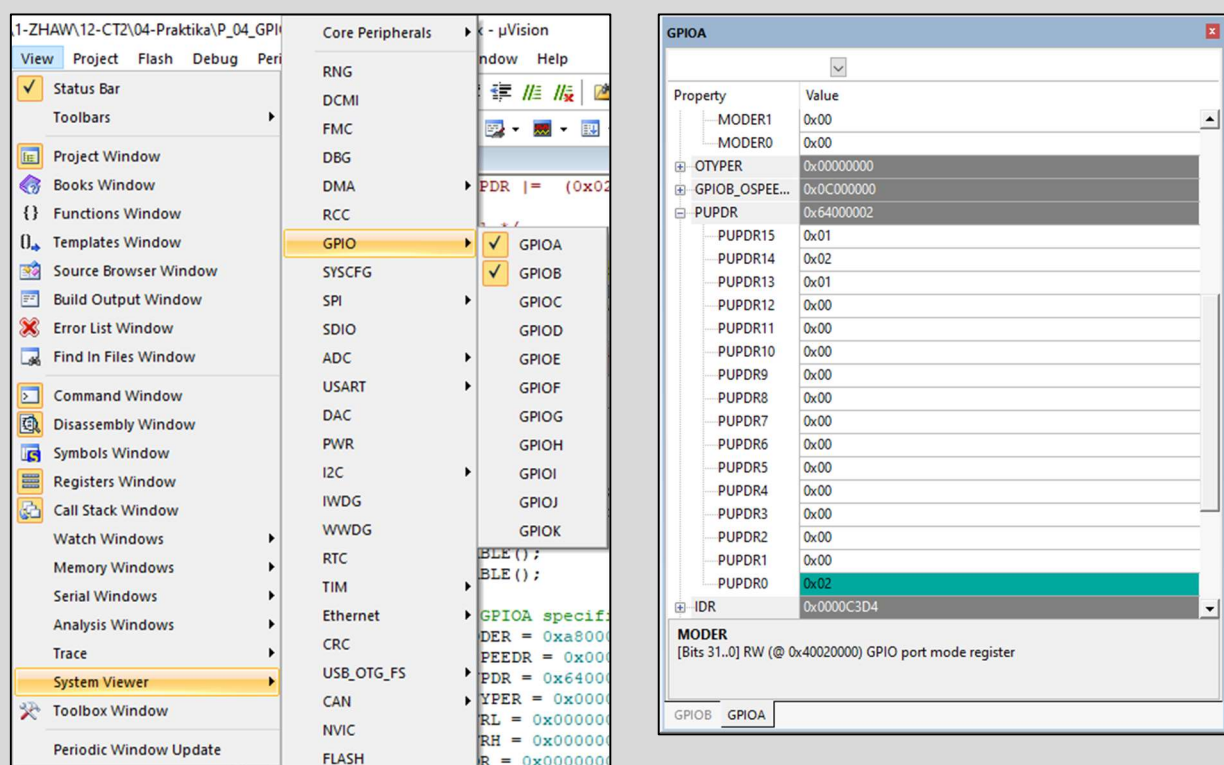 \1-ZHAW\12-CT2\04-Praktika\P_04_GPI
x - µVision
View Project Flash Debug Peri
ndow Help
Status Bar
Toolbars
Project Window
Books Window
Functions Window
Templates Window
Source Browser Window
Build Output Window
Error List Window
Find In Files Window
Command Window
Disassembly Window
Symbols Window
Registers Window
Call Stack Window
Watch Windows
Memory Windows
Serial Windows
Analysis Windows
Trace
System Viewer
Toolbox Window
Periodic Window Update
Core Peripherals
RNG
DCMI
FMC
DBG
DMA
RCC
GPIO
SYSCFG
SPI
SDIO
ADC
USART
DAC
PWR
I2C
IWDG
WWDG
RTC
TIM
Ethernet
CRC
USB_OTG_FS
CAN
NVIC
FLASH
GPIOA
GPIOB
GPIOC
GPIOD
GPIOE
GPIOF
GPIOG
GPIOH
GPIOI
GPIOJ
GPIOK
PDR |= (0x02
BLE();
BLE();
GPIOA specif
DER = 0xa8000
PEEDR = 0x000
PDR = 0x64000
YPER = 0x0000
RL = 0x000000
RH = 0x000000
R = 0x0000000
GPIOA
Property Value
MODER1 0x00
MODER0 0x00
OTYPER 0x00000000
GPIOB_OSPEE... 0x0C000000
PUPDR 0x64000002
PUPDR15 0x01
PUPDR14 0x02
PUPDR13 0x01
PUPDR12 0x00
PUPDR11 0x00
PUPDR10 0x00
PUPDR9 0x00
PUPDR8 0x00
PUPDR7 0x00
PUPDR6 0x00
PUPDR5 0x00
PUPDR4 0x00
PUPDR3 0x00
PUPDR2 0x00
PUPDR1 0x00
PUPDR0 0x02
IDR 0x0000C3D4
MODER
[Bits 31..0] RW (@ 0x40020000) GPIO port mode register
GPIOB GPIOA